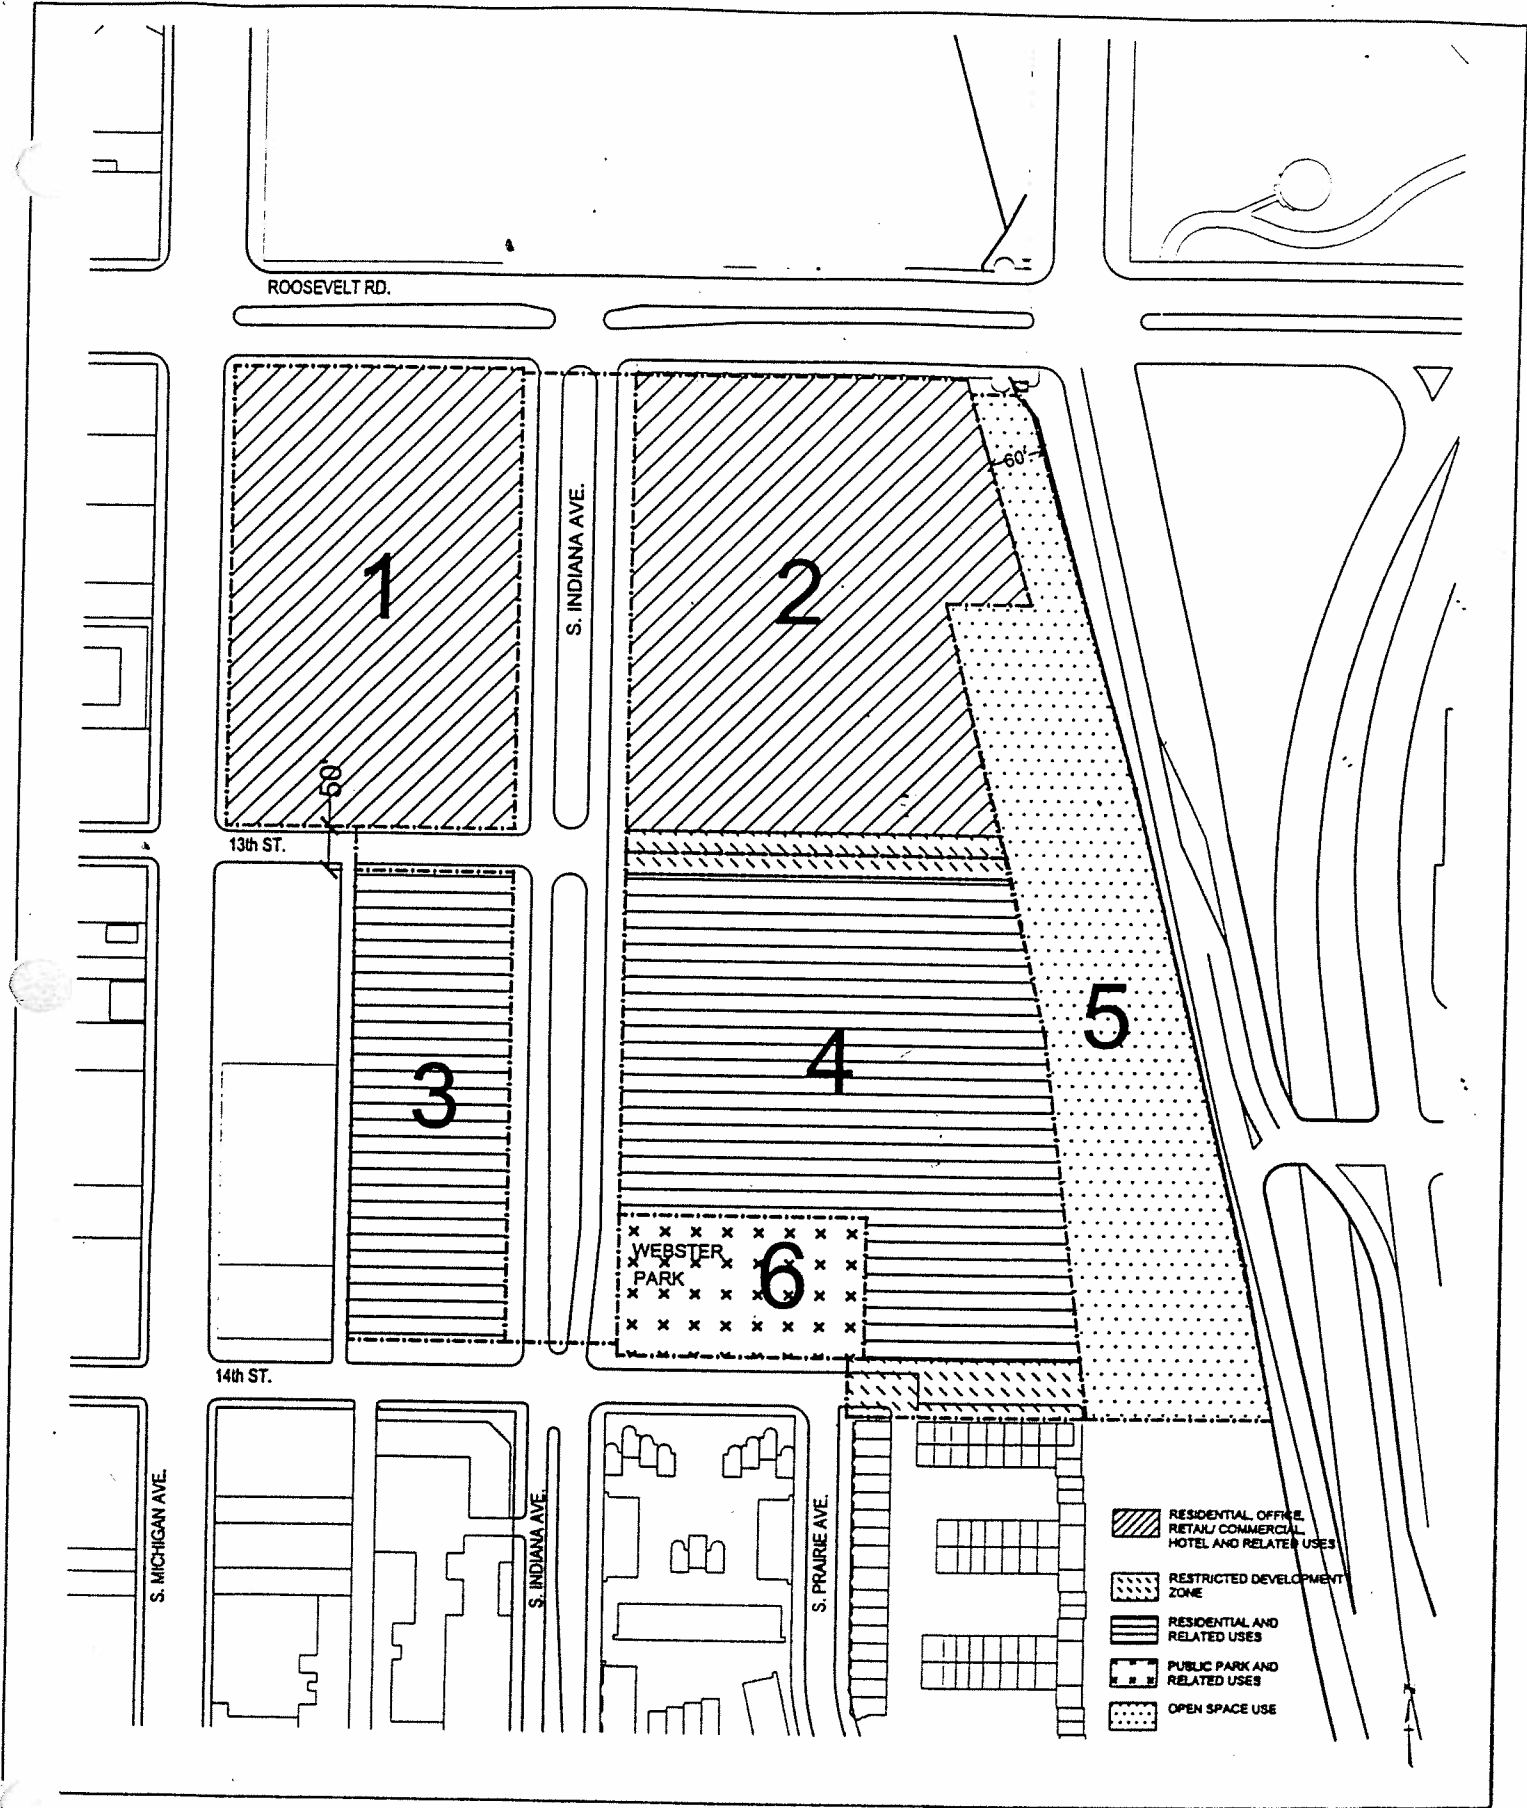 ROOSEVELT RD.
60'
S. INDIANA AVE.
1
2
50'
13th ST.
5
4
3
WEBSTER
PARK
6
14th ST.
S. MICHIGAN AVE.
S. INDIANA AVE.
S. PRAIRIE AVE.
RESIDENTIAL, OFFICE,
RETAIL/ COMMERCIAL,
HOTEL AND RELATED USES
RESTRICTED DEVELOPMENT
ZONE
RESIDENTIAL AND
RELATED USES
PUBLIC PARK AND
RELATED USES
OPEN SPACE USE